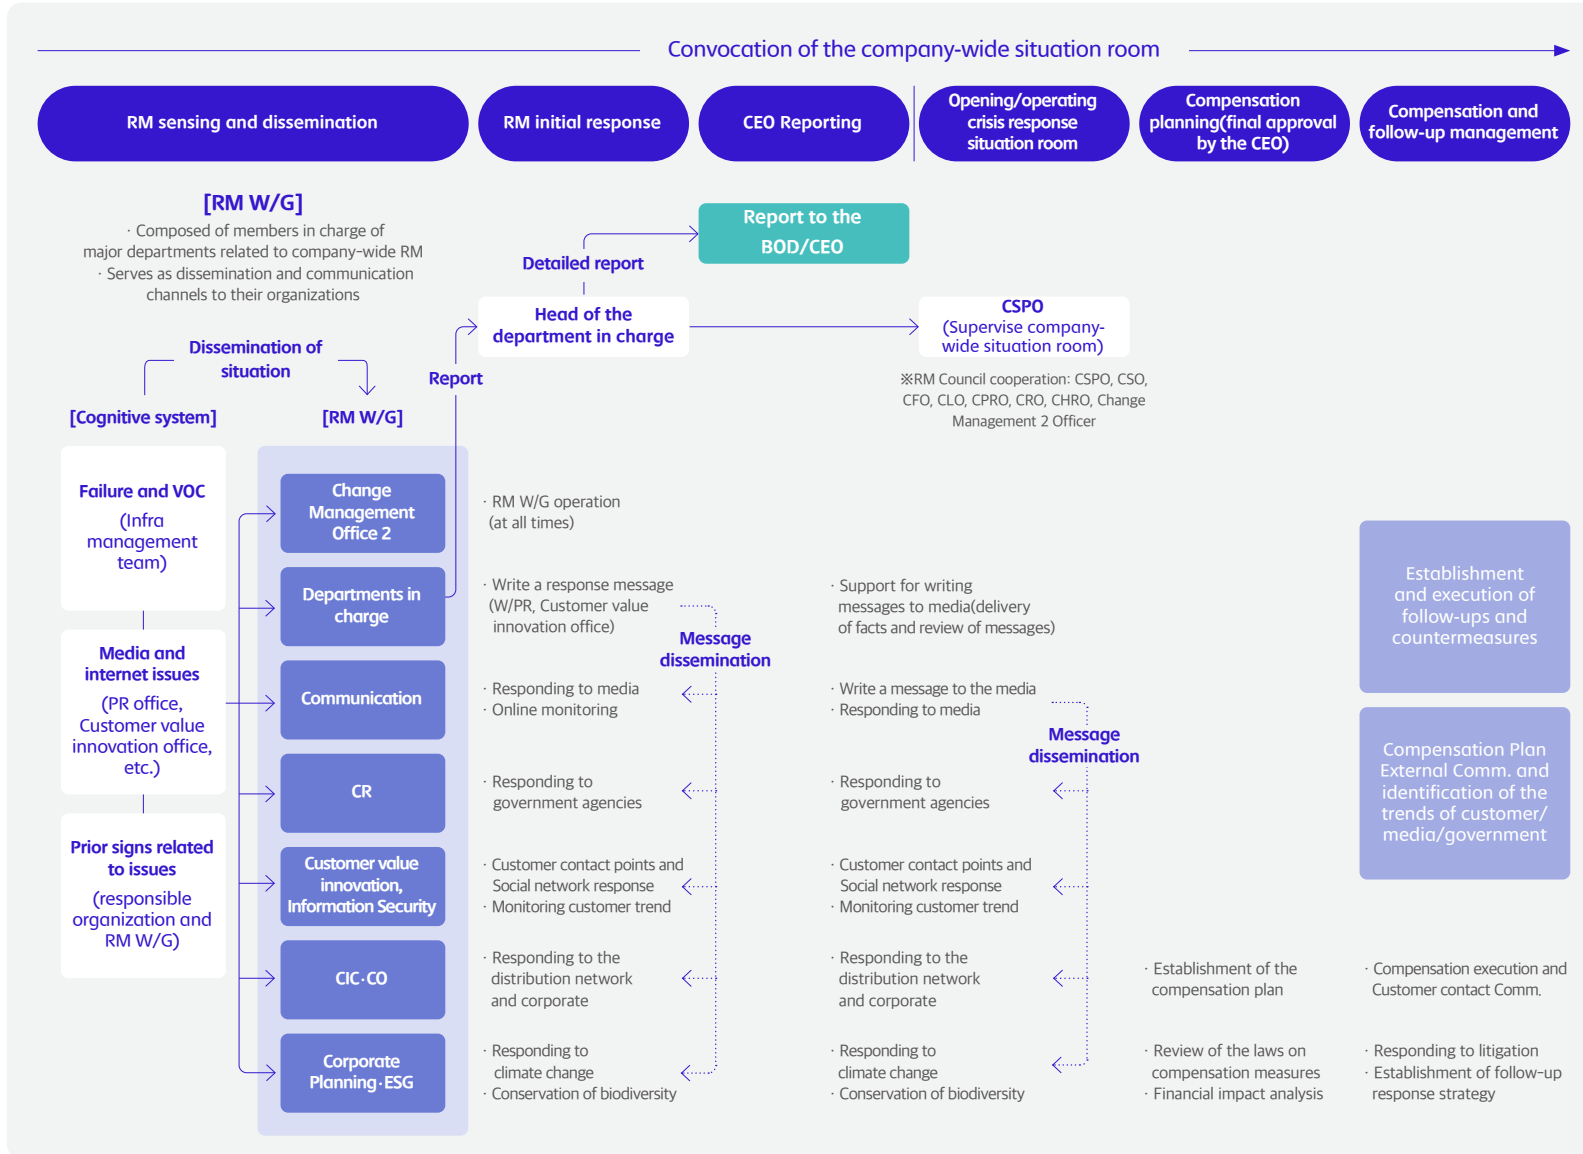 Convocation of the company-wide situation room
RM sensing and dissemination
RM initial response
CEO Reporting
Opening/operating
crisis response
situation room
Compensation
planning(final approval
by the CEO)
Compensation and
follow-up management
[RM W/G]
· Composed of members in charge of
major departments related to company-wide RM
· Serves as dissemination and communication
channels to their organizations
Report to the
BOD/CEO
Detailed report
Head of the
department in charge
CSPO
(Supervise company-
wide situation room)
※RM Council cooperation: CSPO, CSO,
CFO, CLO, CPRO, CRO, CHRO, Change
Management 2 Officer
Dissemination of
situation
Report
[Cognitive system]
[RM W/G]
Failure and VOC
(Infra
management
team)
Media and
internet issues
(PR office,
Customer value
innovation office,
etc.)
Prior signs related
to issues
(responsible
organization and
RM W/G)
Change
Management
Office 2
· RM W/G operation
(at all times)
Departments in
charge
· Write a response message
(W/PR, Customer value
innovation office)
Message
dissemination
· Support for writing
messages to media(delivery
of facts and review of messages)
Communication
· Responding to media
· Online monitoring
· Write a message to the media
· Responding to media
Message
dissemination
CR
· Responding to
government agencies
· Responding to
government agencies
Customer value
innovation,
Information Security
· Customer contact points and
Social network response
· Monitoring customer trend
· Customer contact points and
Social network response
· Monitoring customer trend
CIC·CO
· Responding to the
distribution network
and corporate
· Responding to the
distribution network
and corporate
· Establishment of the
compensation plan
· Compensation execution and
Customer contact Comm.
Corporate
Planning·ESG
· Responding to
climate change
· Conservation of biodiversity
· Responding to
climate change
· Conservation of biodiversity
· Review of the laws on
compensation measures
· Financial impact analysis
· Responding to litigation
· Establishment of follow-up
response strategy
Establishment
and execution of
follow-ups and
countermeasures
Compensation Plan
External Comm. and
identification of the
trends of customer/
media/government